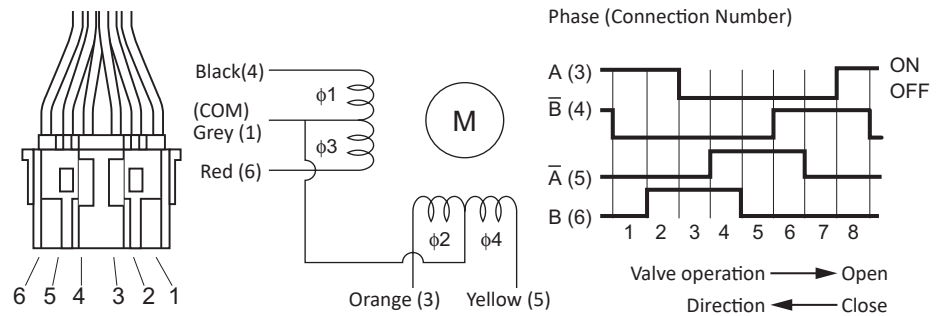 6 5 4 3 2 1
Black(4)
ϕ1
(COM)
Grey (1)
ϕ3
Red (6)
M
ϕ2 ϕ4
Orange (3) Yellow (5)
Phase (Connection Number)
A (3)
ON
OFF
B̅ (4)
A̅ (5)
B (6)
1 2 3 4 5 6 7 8
Valve operation Open
Direction Close